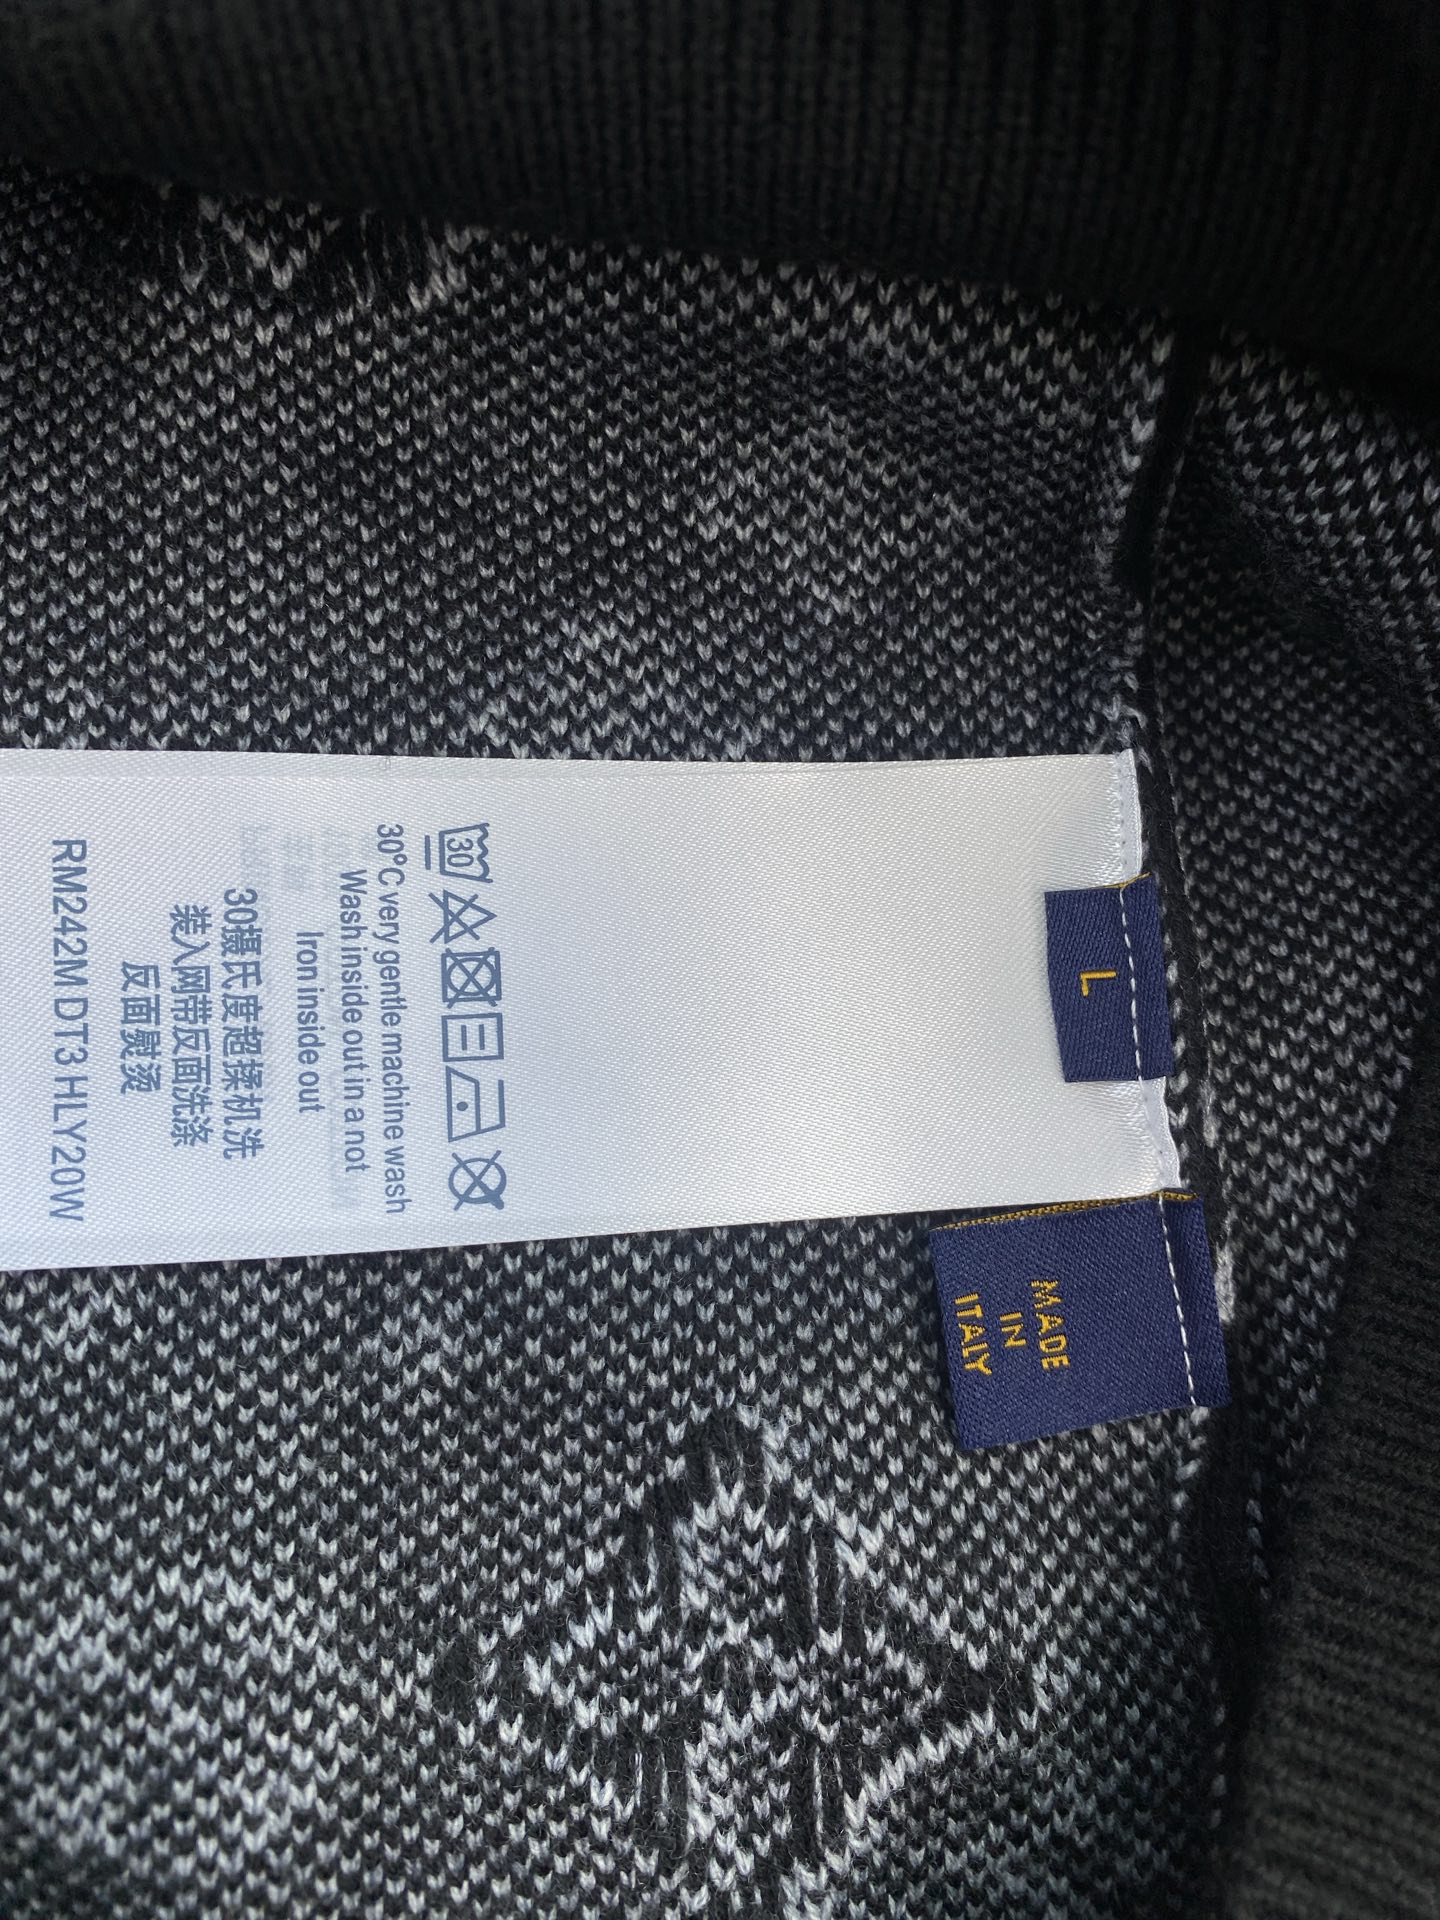 30
30°C very gentle machine wash
Wash inside out in a not
Iron inside out
30摄氏度超揉机洗
装入网带反面洗涤
反面熨烫
RM242M DT3 HLY20W
L
MADE
IN
ITALY